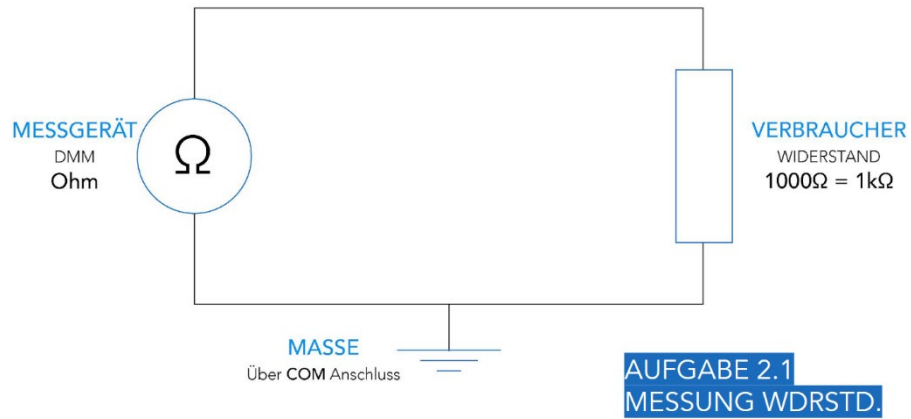 MESSGERÄT
DMM
Ohm
Ω
VERBRAUCHER
WIDERSTAND
1000Ω = 1kΩ
MASSE
Über COM Anschluss
AUFGABE 2.1
MESSUNG WDRSTD.